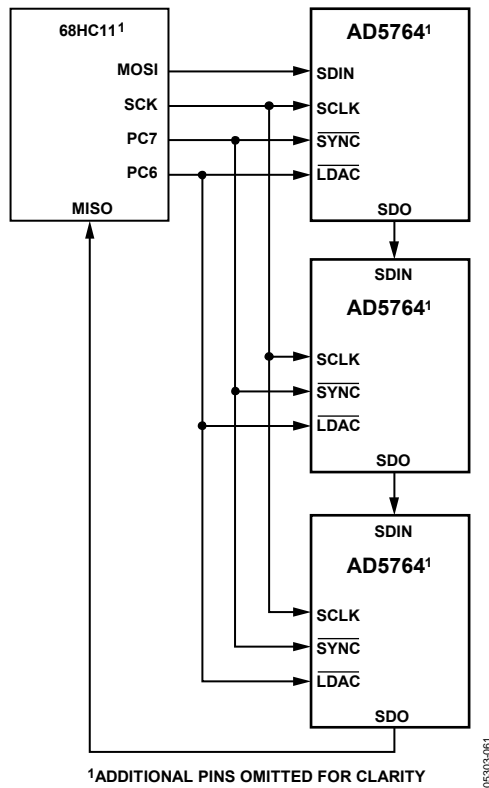 68HC11¹
MOSI
SCK
PC7
PC6
MISO
AD5764¹
SDIN
SCLK
SYNC
LDAC
SDO
SDIN
AD5764¹
SCLK
SYNC
LDAC
SDO
SDIN
AD5764¹
SCLK
SYNC
LDAC
SDO
¹ADDITIONAL PINS OMITTED FOR CLARITY
05303-061